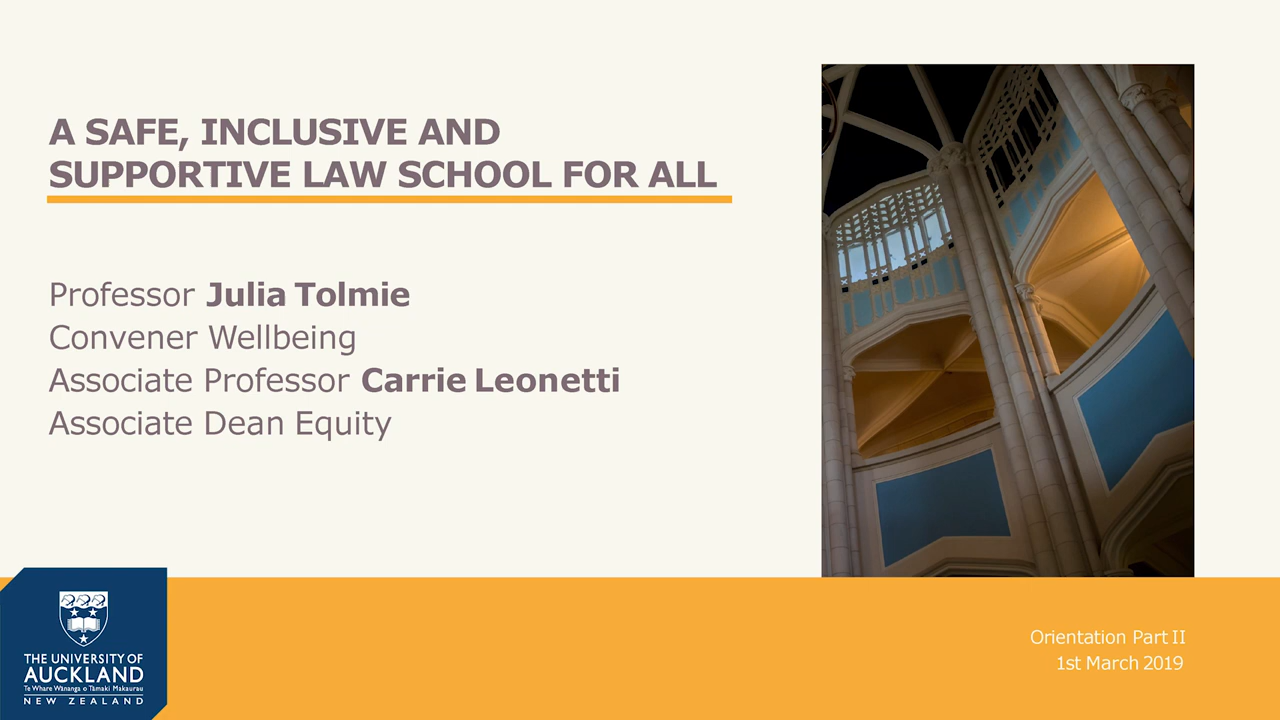 A SAFE, INCLUSIVE AND
SUPPORTIVE LAW SCHOOL FOR ALL
Professor Julia Tolmie
Convener Wellbeing
Associate Professor Carrie Leonetti
Associate Dean Equity
THE UNIVERSITY OF
AUCKLAND
Te Whare Wānanga o Tāmaki Makaurau
NEW ZEALAND
Orientation Part II
1st March 2019